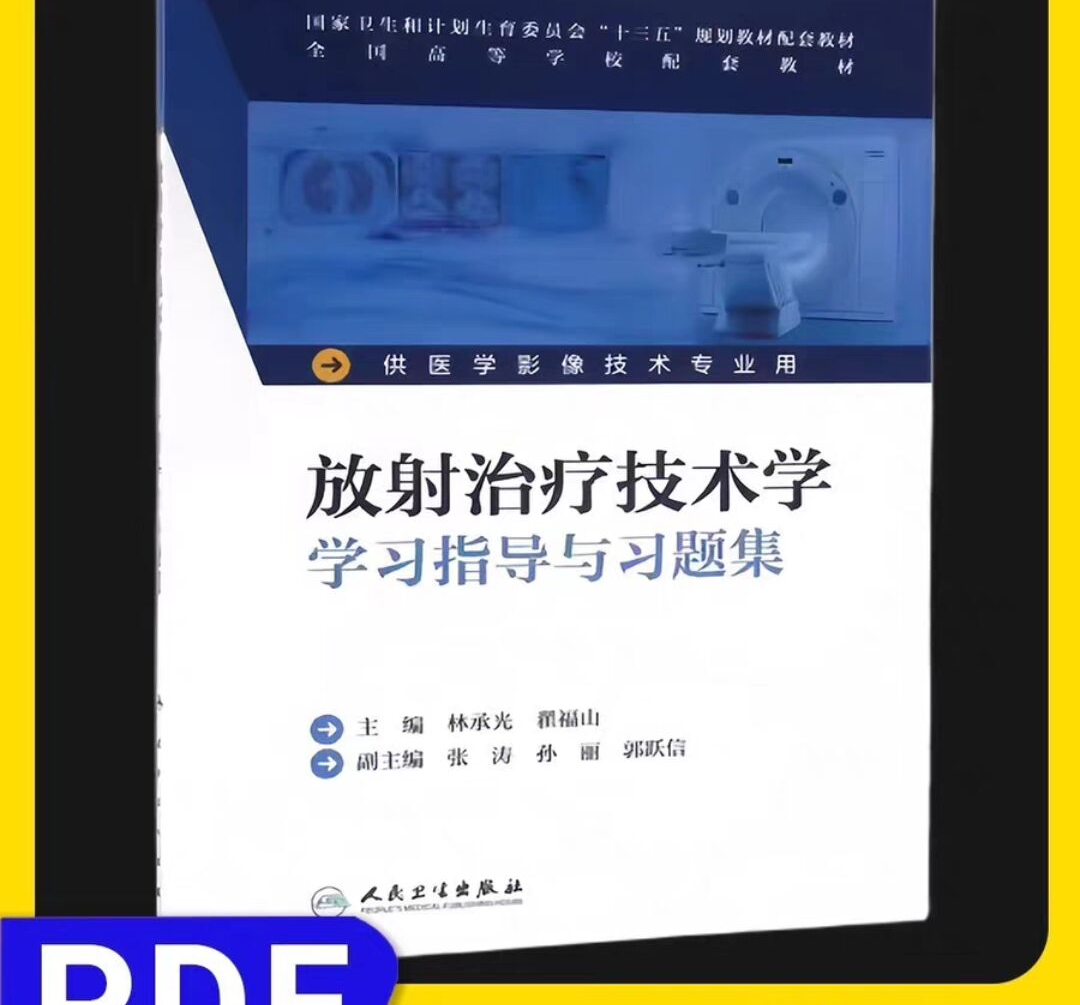 国家卫生和计划生育委员会“十三五”规划教材配套教材
全国高等学校配套教材
供医学影像技术专业用
放射治疗技术学
学习指导与习题集
主 编 林承光 翟福山
副主编 张 涛 孙 丽 郭跃信
人民卫生出版社
PEOPLE'S MEDICAL PUBLISHING HOUSE
PDF